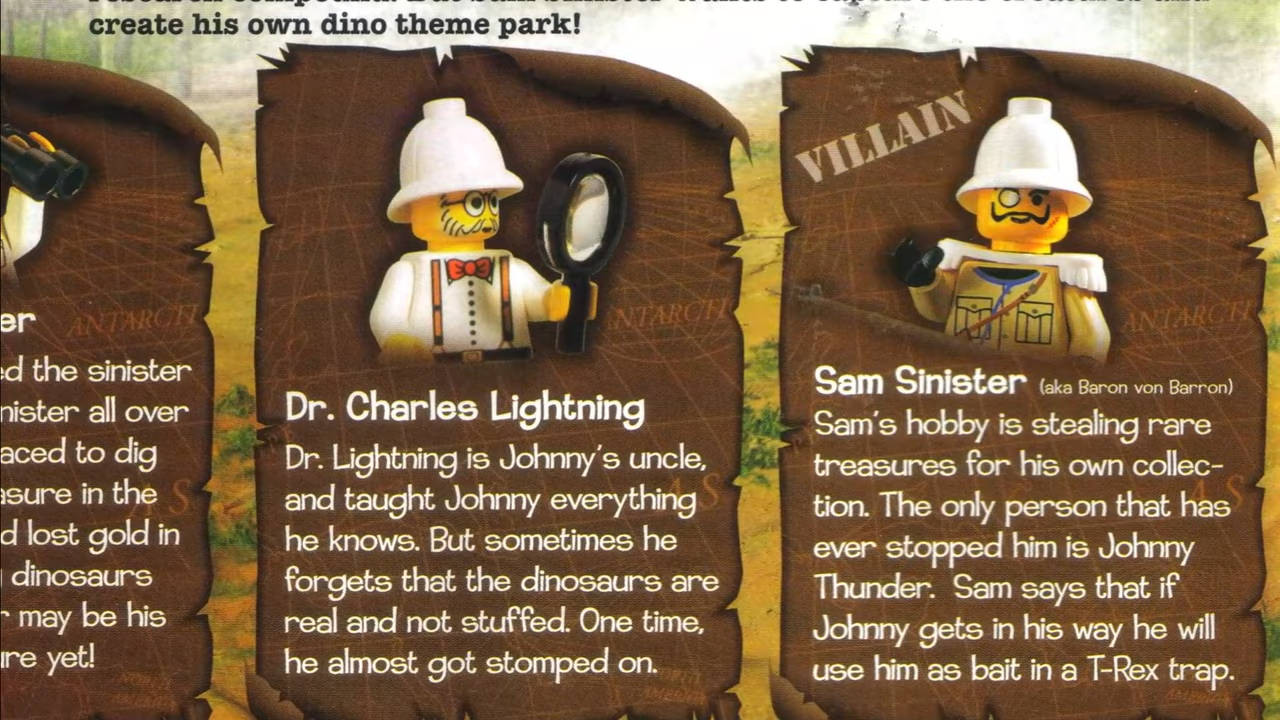 create his own dino theme park!
er
ed the sinister
nister all over
aced to dig
asure in the
d lost gold in
dinosaurs
may be his
ure yet!
ANTARCTI
A S
Dr. Charles Lightning
Dr. Lightning is Johnny's uncle,
and taught Johnny everything
he knows. But sometimes he
forgets that the dinosaurs are
real and not stuffed. One time,
he almost got stomped on.
ANTARCTI
A S
VILLAIN
Sam Sinister (aka Baron von Barron)
Sam's hobby is stealing rare
treasures for his own collec-
tion. The only person that has
ever stopped him is Johnny
Thunder. Sam says that if
Johnny gets in his way he will
use him as bait in a T-Rex trap.
ANTARCTI
A S